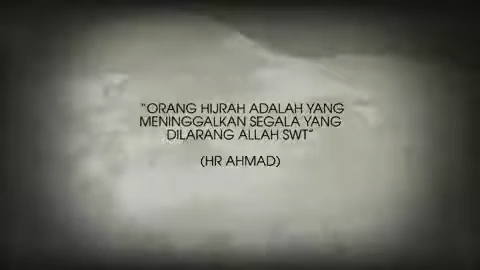 "ORANG HIJRAH ADALAH YANG
MENINGGALKAN SEGALA YANG
DILARANG ALLAH SWT"
(HR AHMAD)